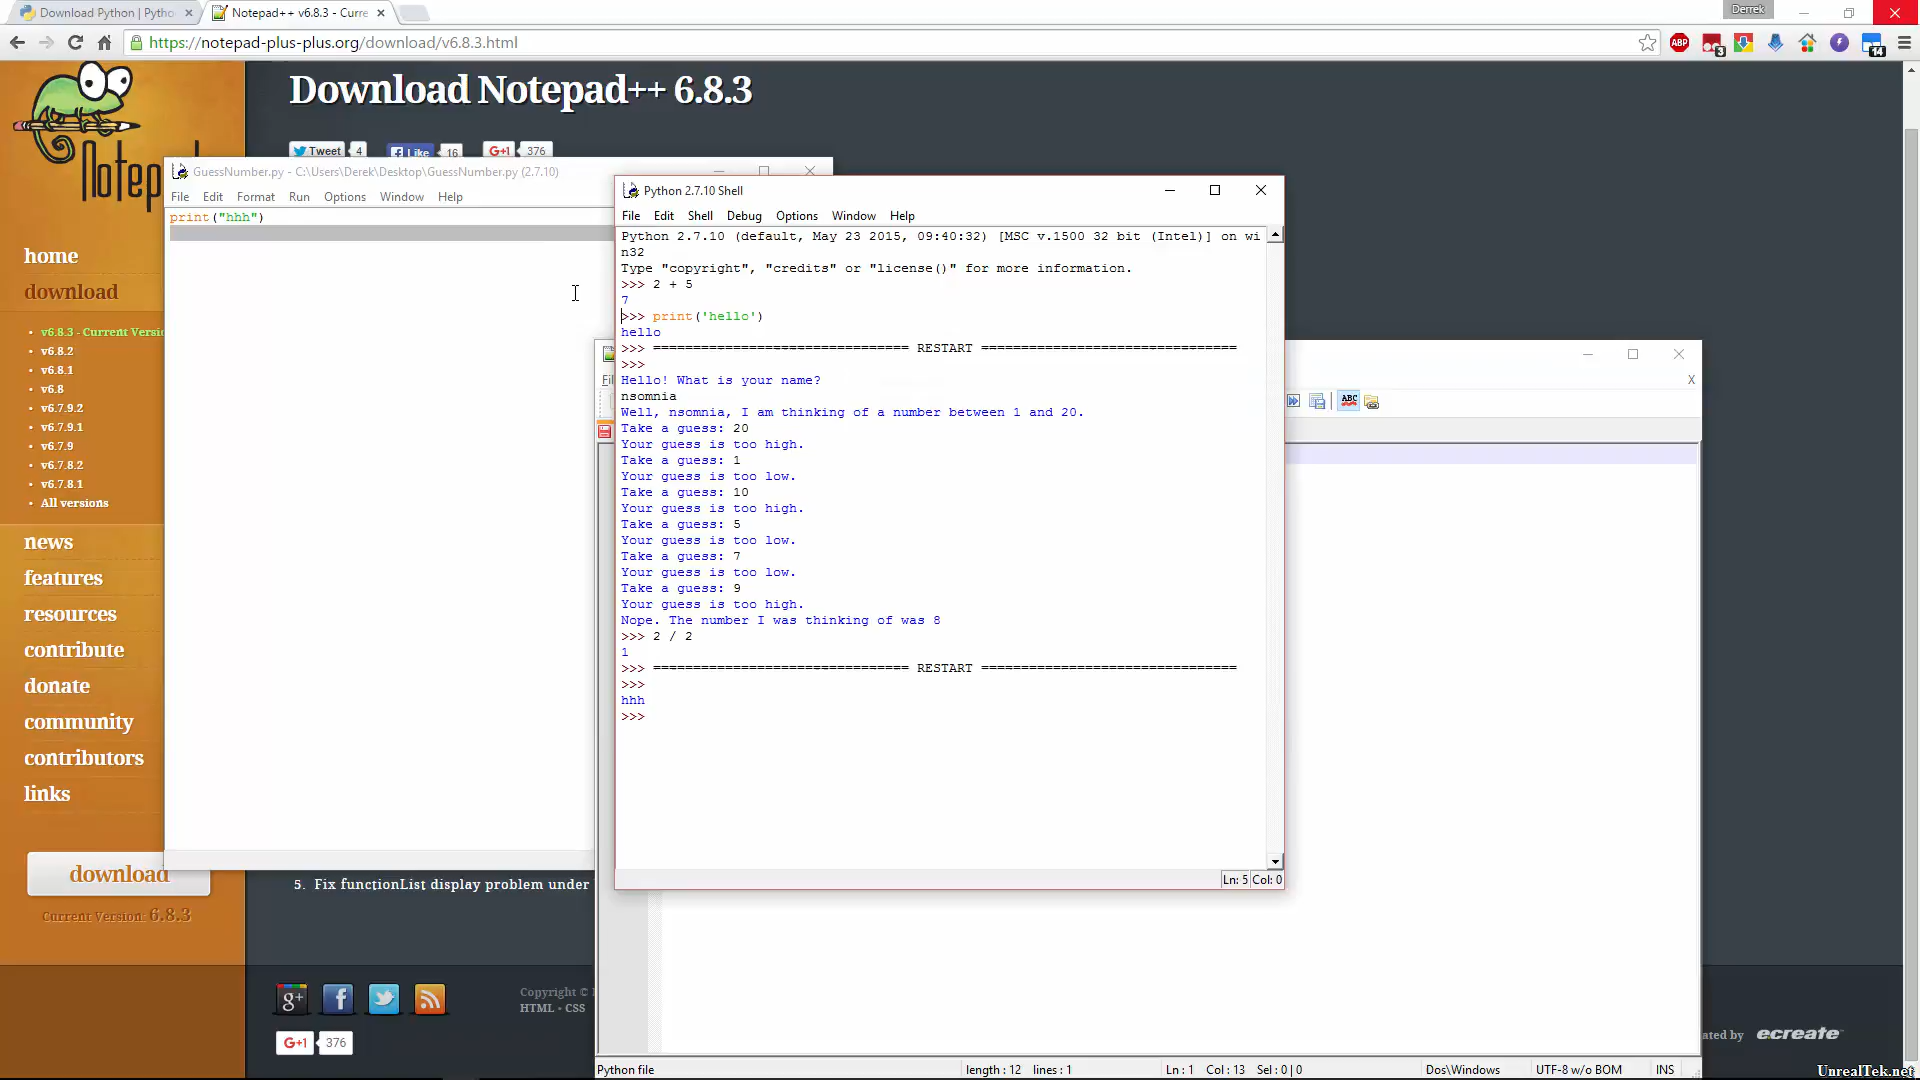 Download Python | Pytho
Notepad++ v6.8.3 - Curre
Derrek
https://notepad-plus-plus.org/download/v6.8.3.html
ABP
3
14
Download Notepad++ 6.8.3
Tweet 4
Like 16
G+1 376
Notep
home
download
v6.8.3 - Current Versio
v6.8.2
v6.8.1
v6.8
v6.7.9.2
v6.7.9.1
v6.7.9
v6.7.8.2
v6.7.8.1
All versions
news
features
resources
contribute
donate
community
contributors
links
download
Current Version: 6.8.3
GuessNumber.py - C:\Users\Derek\Desktop\GuessNumber.py (2.7.10)
File Edit Format Run Options Window Help
print("hhh")
Python 2.7.10 Shell
File Edit Shell Debug Options Window Help
Python 2.7.10 (default, May 23 2015, 09:40:32) [MSC v.1500 32 bit (Intel)] on wi
n32
Type "copyright", "credits" or "license()" for more information.
>>> 2 + 5
7
>>> print('hello')
hello
>>> ================================ RESTART ================================
>>>
Hello! What is your name?
nsomnia
Well, nsomnia, I am thinking of a number between 1 and 20.
Take a guess: 20
Your guess is too high.
Take a guess: 1
Your guess is too low.
Take a guess: 10
Your guess is too high.
Take a guess: 5
Your guess is too low.
Take a guess: 7
Your guess is too low.
Take a guess: 9
Your guess is too high.
Nope. The number I was thinking of was 8
>>> 2 / 2
1
>>> ================================ RESTART ================================
>>>
hhh
>>>
Ln: 5 Col: 0
X
ABC
5. Fix functionList display problem under
g+
f
Copyright ©
HTML • CSS
G+1 376
ated by ecreate
Python file
length : 12 lines : 1
Ln : 1 Col : 13 Sel : 0 | 0
Dos\Windows
UTF-8 w/o BOM
INS
UnrealTek.net